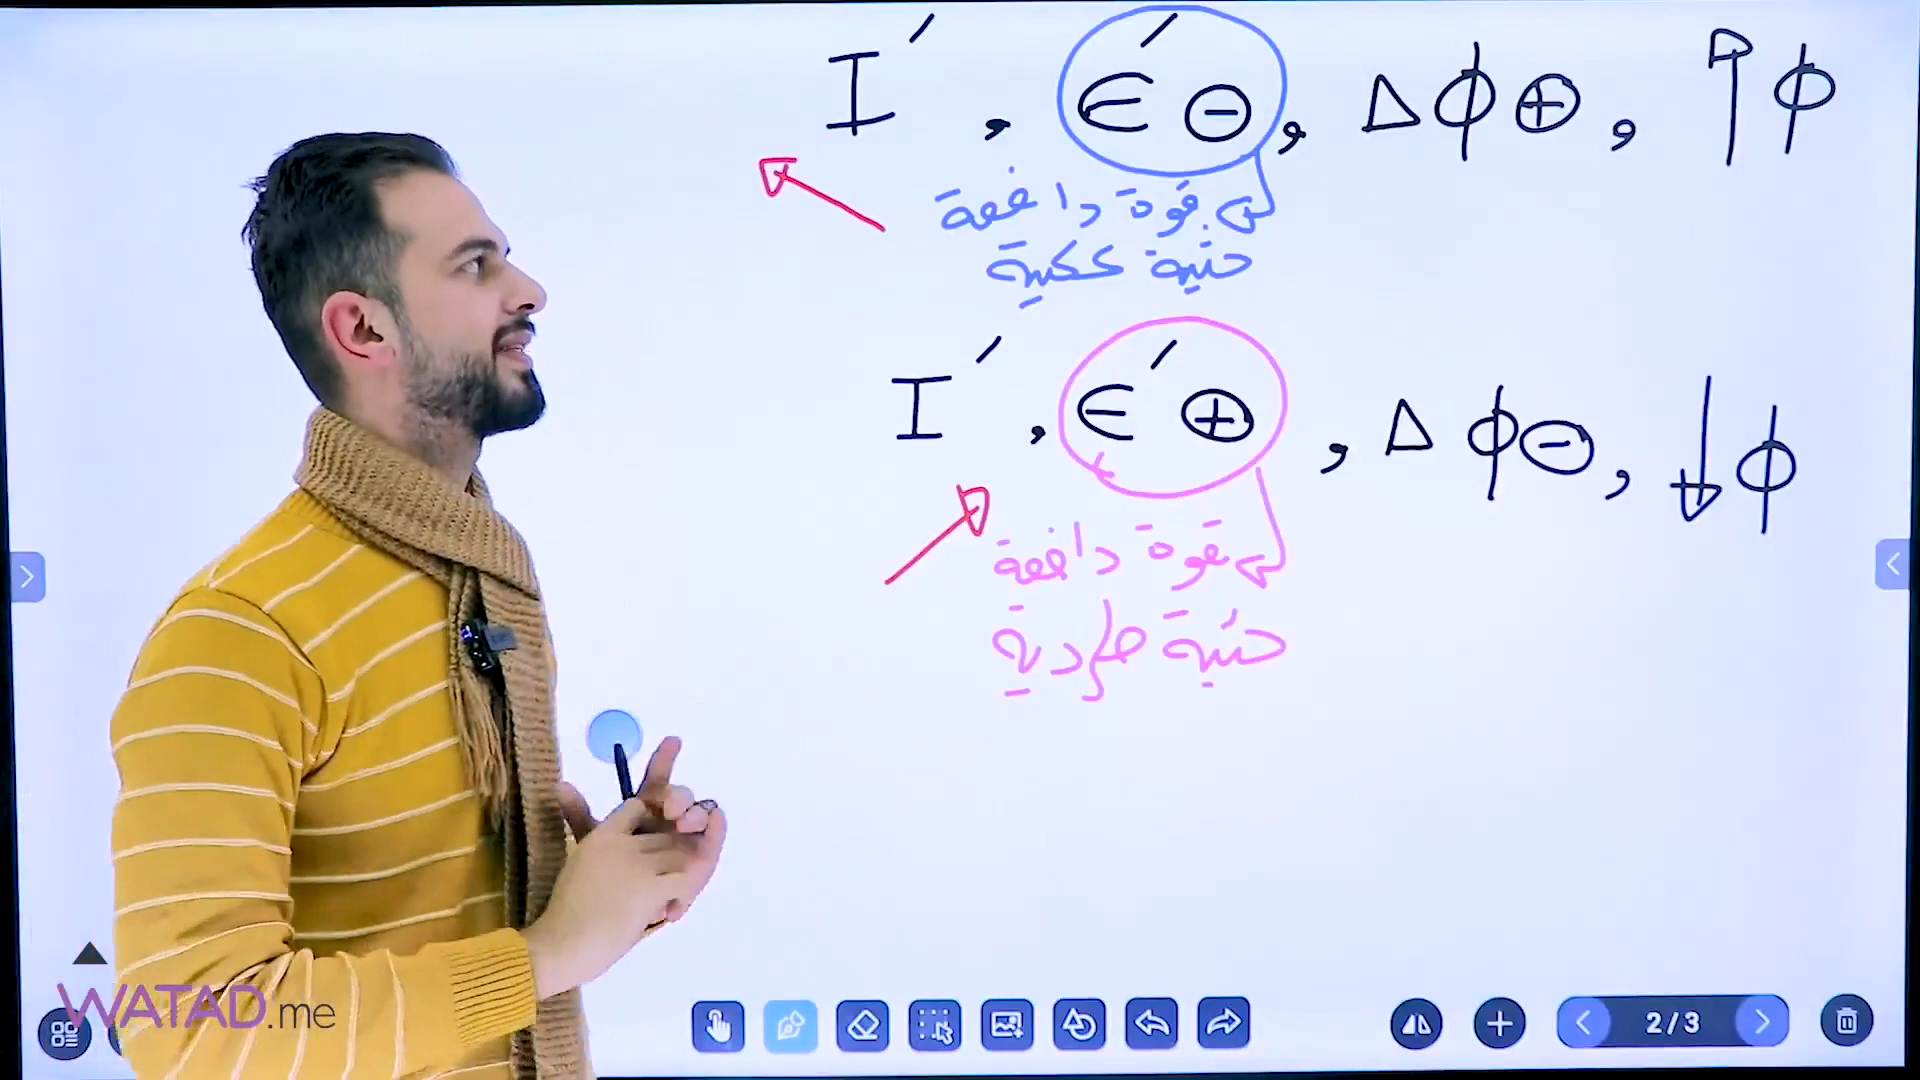 I′ , ϵ′ ⊖ , Δϕ ⊕ , ↑ϕ
قوة دافعة
حثية عكسية
I′ , ϵ′ ⊕ , Δϕ ⊖ , ↓ϕ
قوة دافعة
حثية طردية
WATAD.me
2/3